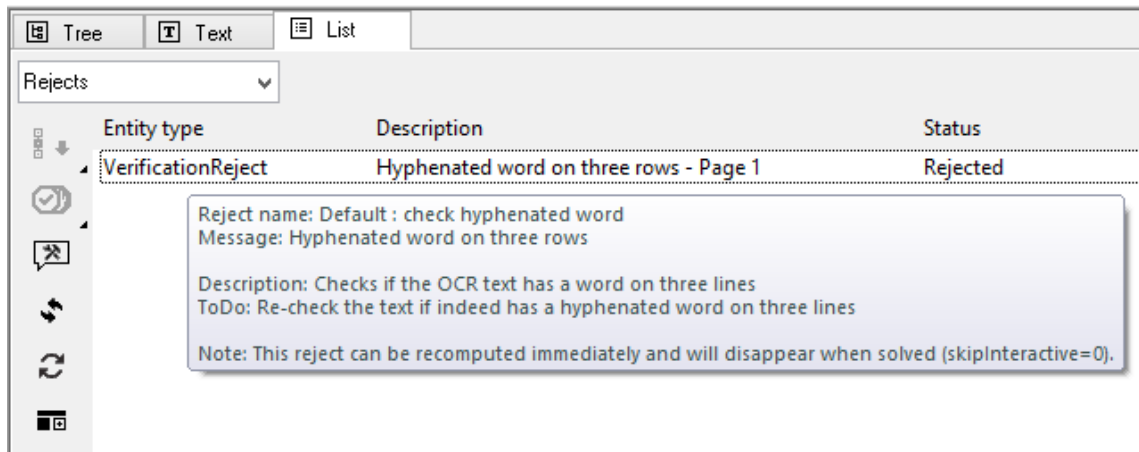 Tree Text List
Rejects
Entity type Description Status
VerificationReject Hyphenated word on three rows - Page 1 Rejected
Reject name: Default : check hyphenated word
Message: Hyphenated word on three rows
Description: Checks if the OCR text has a word on three lines
ToDo: Re-check the text if indeed has a hyphenated word on three lines
Note: This reject can be recomputed immediately and will disappear when solved (skipInteractive=0).